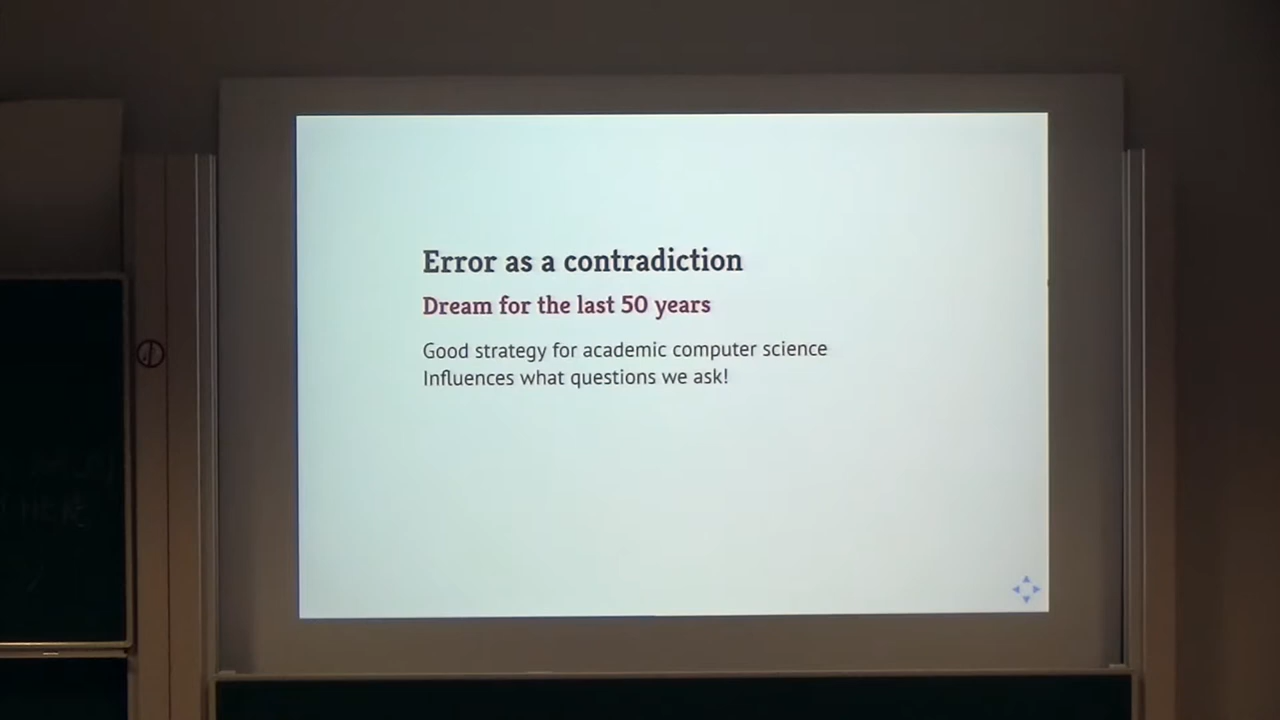 Error as a contradiction
Dream for the last 50 years
Good strategy for academic computer science
Influences what questions we ask!